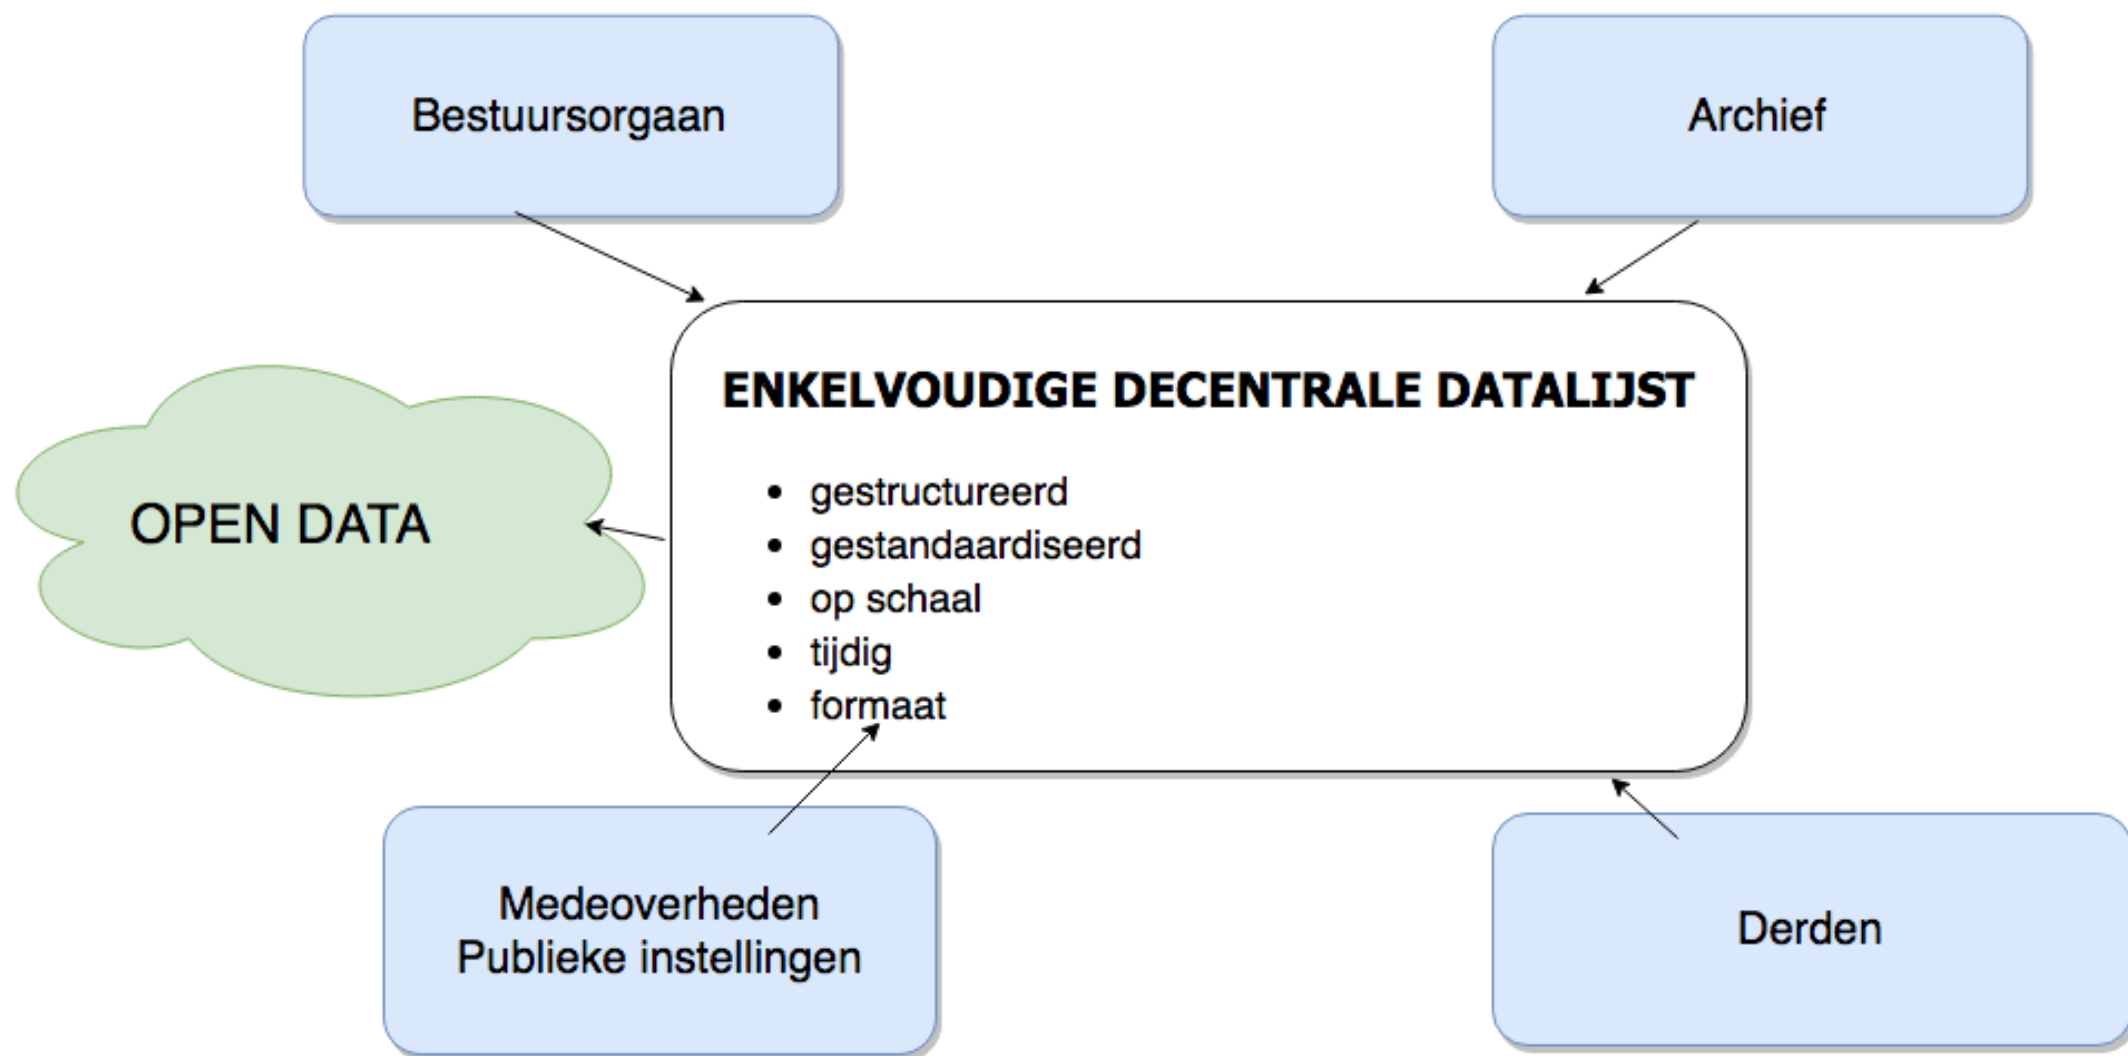 Bestuursorgaan
Archief
ENKELVOUDIGE DECENTRALE DATALIJST
• gestructureerd
• gestandaardiseerd
• op schaal
• tijdig
• formaat
OPEN DATA
Medeoverheden
Publieke instellingen
Derden